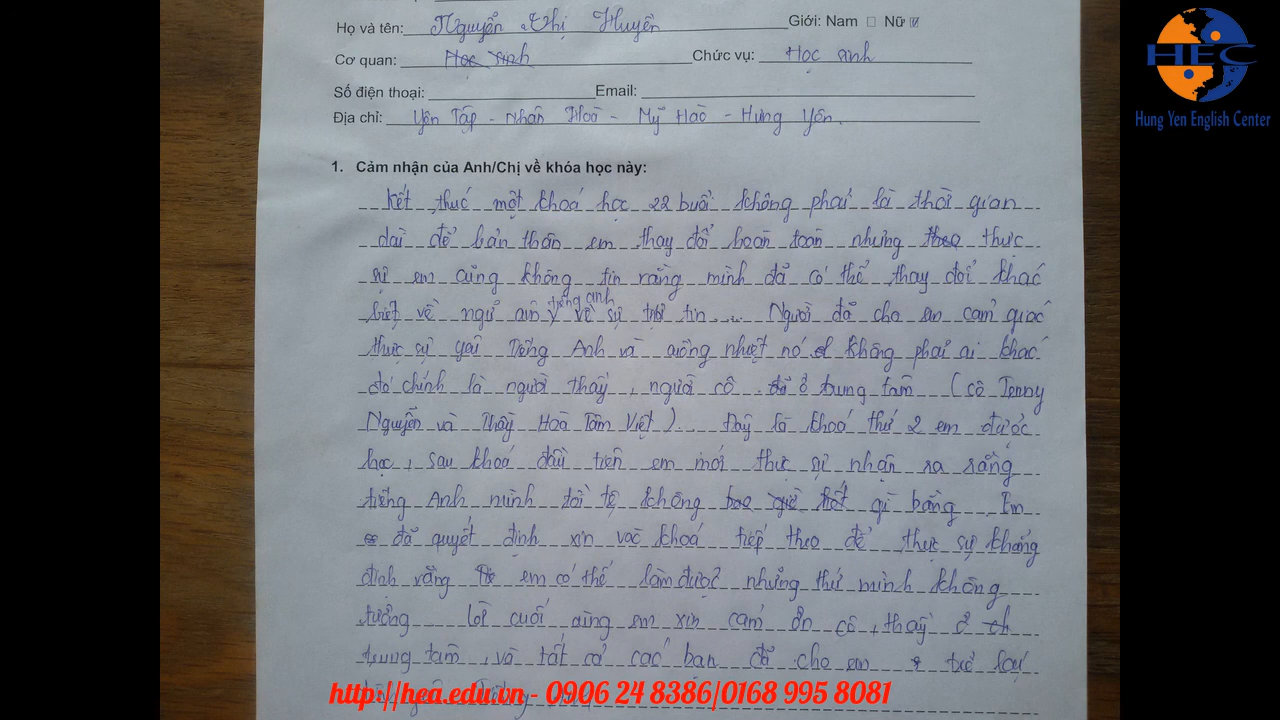 Họ và tên: Nguyễn Thị Huyền Giới: Nam ☐ Nữ ☑
Cơ quan: Học sinh Chức vụ: Học sinh
Số điện thoại: Email:
Địa chỉ: Yên Tập - Nhân Hoà - Mỹ Hào - Hưng Yên.
1. Cảm nhận của Anh/Chị về khóa học này:
kết thúc một khoá học 22 buổi không phải là thời gian
dài để bản thân em thay đổi hoàn toàn nhưng theo thực
sự em cũng không tin rằng mình đã có thể thay đổi khác
biệt về ngữ âm tiếng anh về sự tự tin... Người đã cho em cảm giác
thực sự yêu Tiếng Anh và nó không phải ai khác
đó chính là người thầy, người cô ở trung tâm (cô Jenny
Nguyễn và Thầy Hoà Tâm Việt)... Đây là khoá thứ 2 em được
học, sau khoá đầu tiên em mới thực sự nhận ra rằng
tiếng Anh mình tồi tệ không gì bằng. Em
đã quyết định xin vào khoá tiếp theo để thực sự khẳng
định rằng em có thể làm được những thứ mình không
tưởng lời cuối cùng em xin cảm ơn cô, thầy ở
trung tâm, và tất cả các bạn đã cho em
http://hea.edu.vn - 0906 24 8386/0168 995 8081
HEC
Hung Yen English Center